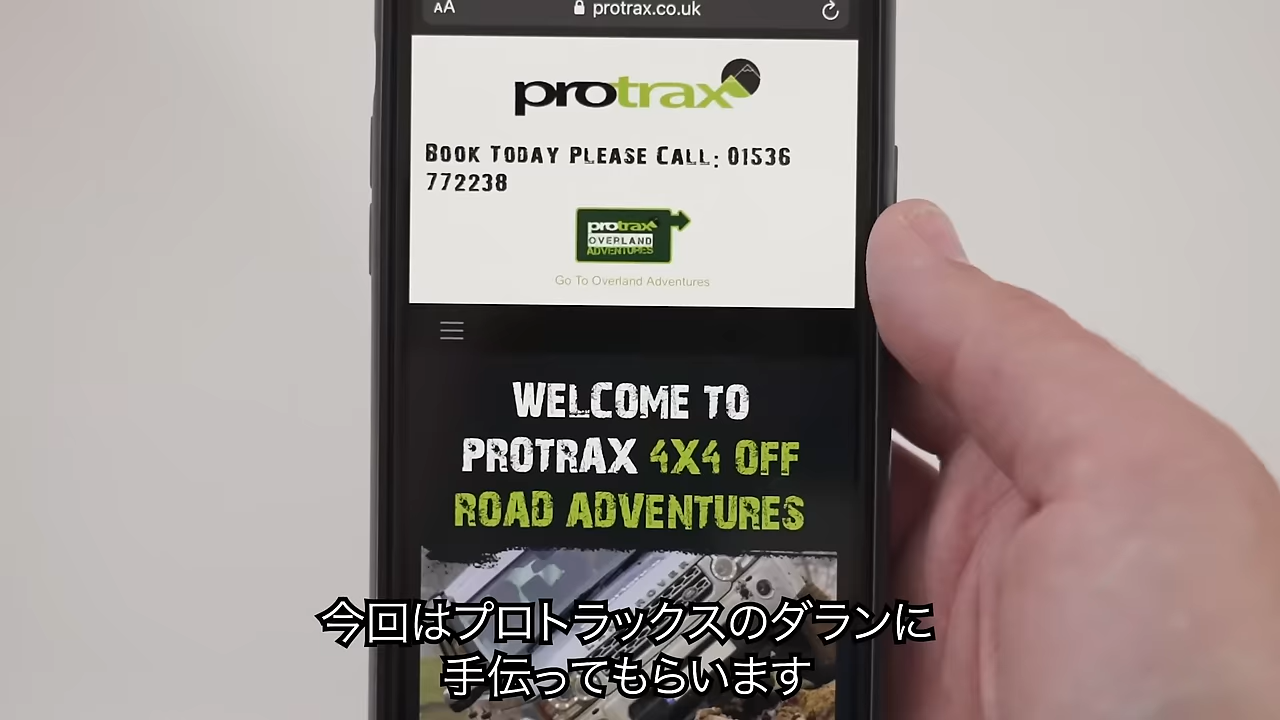 AA protrax.co.uk
protrax
BOOK TODAY PLEASE CALL: 01536
772238
protrax
OVERLAND
ADVENTURES
Go To Overland Adventures
WELCOME TO
PROTRAX 4X4 OFF
ROAD ADVENTURES
今回はプロトラックスのダランに
手伝ってもらいます